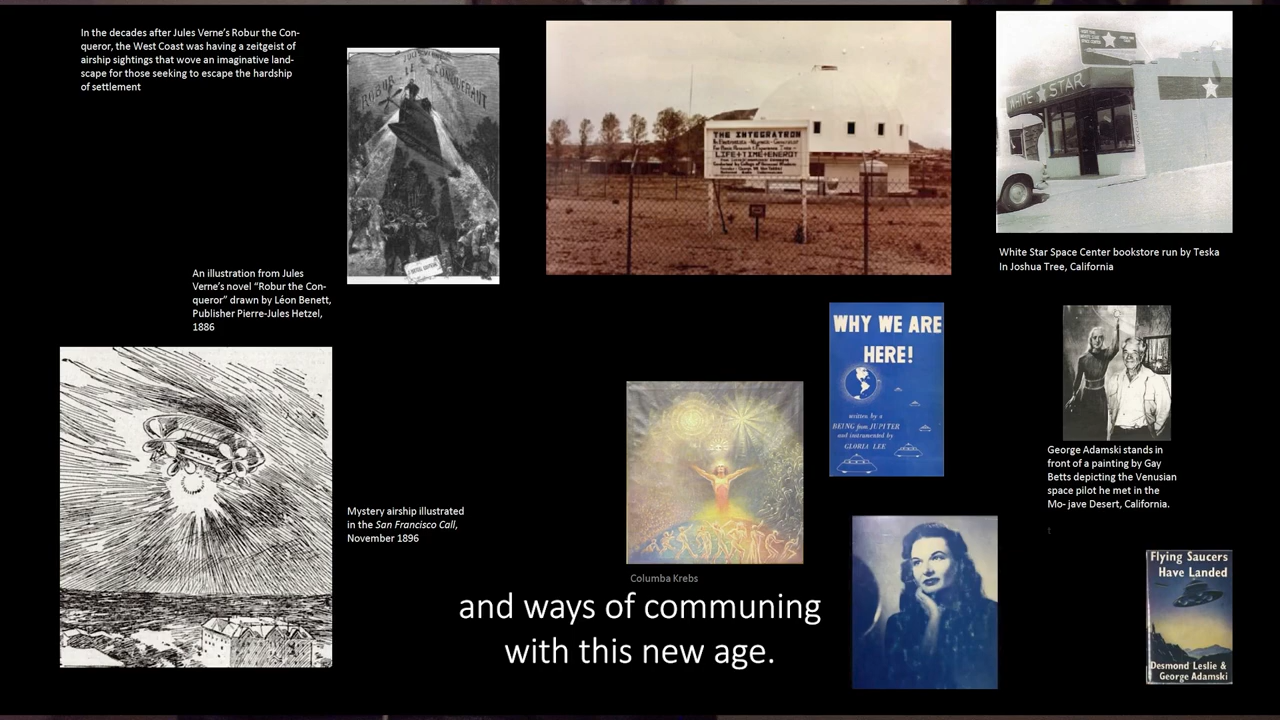 In the decades after Jules Verne's Robur the Con-
queror, the West Coast was having a zeitgeist of
airship sightings that wove an imaginative land-
scape for those seeking to escape the hardship
of settlement
ROBUR LE CONQUERANT
An illustration from Jules
Verne's novel "Robur the Con-
queror" drawn by Léon Benett,
Publisher Pierre-Jules Hetzel,
1886
Mystery airship illustrated
in the San Francisco Call,
November 1896
THE INTEGRATRON
LIFE+TIME+ENERGY
WHITE STAR
White Star Space Center bookstore run by Teska
In Joshua Tree, California
WHY WE ARE
HERE!
written by a
BEING from JUPITER
and instrumented by
GLORIA LEE
George Adamski stands in
front of a painting by Gay
Betts depicting the Venusian
space pilot he met in the
Mo- jave Desert, California.
t
Columba Krebs
and ways of communing
with this new age.
Flying Saucers
Have Landed
Desmond Leslie &
George Adamski